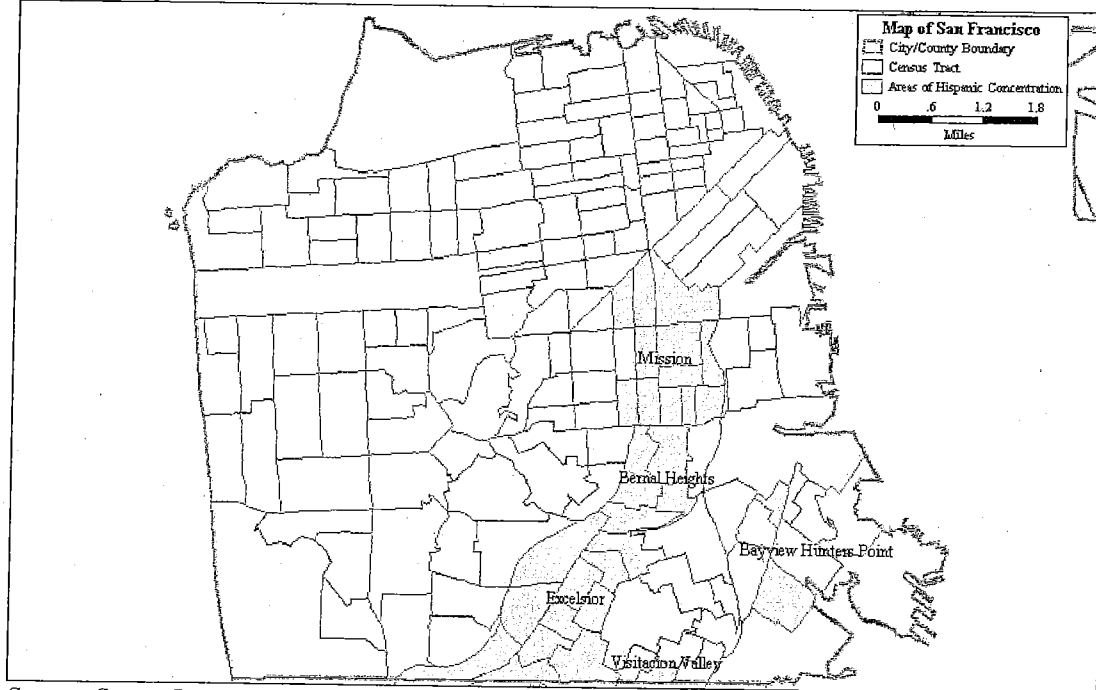 Map of San Francisco
City/County Boundary
Census Tract
Areas of Hispanic Concentration
0 .6 1.2 1.8
Miles
Mission
Bernal Heights
Bayview Hunters Point
Excelsior
Visitacion Valley